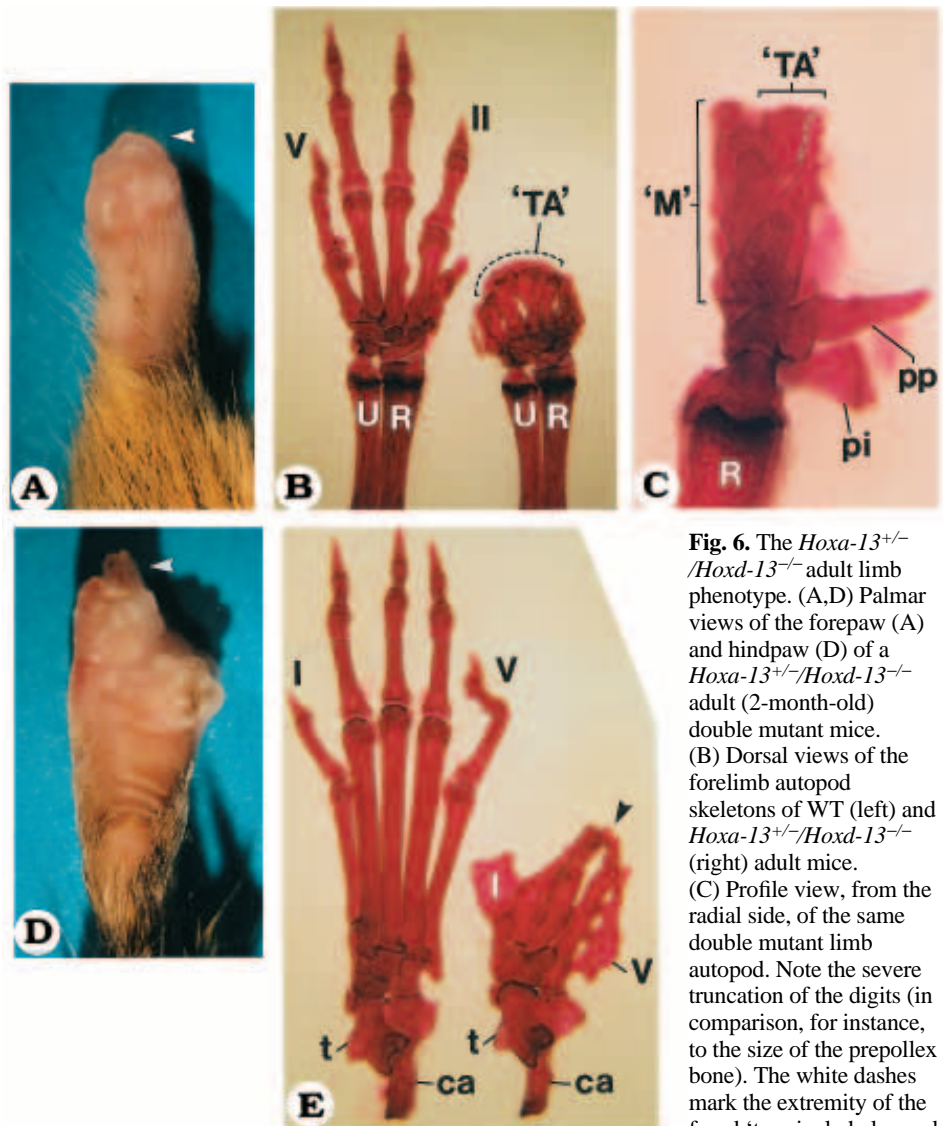 A
V
II
'TA'
U R
U R
B
'TA'
'M'
pp
pi
R
C
D
I
V
I
V
t
ca
t
ca
E
Fig. 6. The Hoxa-13+/−
/Hoxd-13−/− adult limb
phenotype. (A,D) Palmar
views of the forepaw (A)
and hindpaw (D) of a
Hoxa-13+/−/Hoxd-13−/−
adult (2-month-old)
double mutant mice.
(B) Dorsal views of the
forelimb autopod
skeletons of WT (left) and
Hoxa-13+/−/Hoxd-13−/−
(right) adult mice.
(C) Profile view, from the
radial side, of the same
double mutant limb
autopod. Note the severe
truncation of the digits (in
comparison, for instance,
to the size of the prepollex
bone). The white dashes
mark the extremity of the